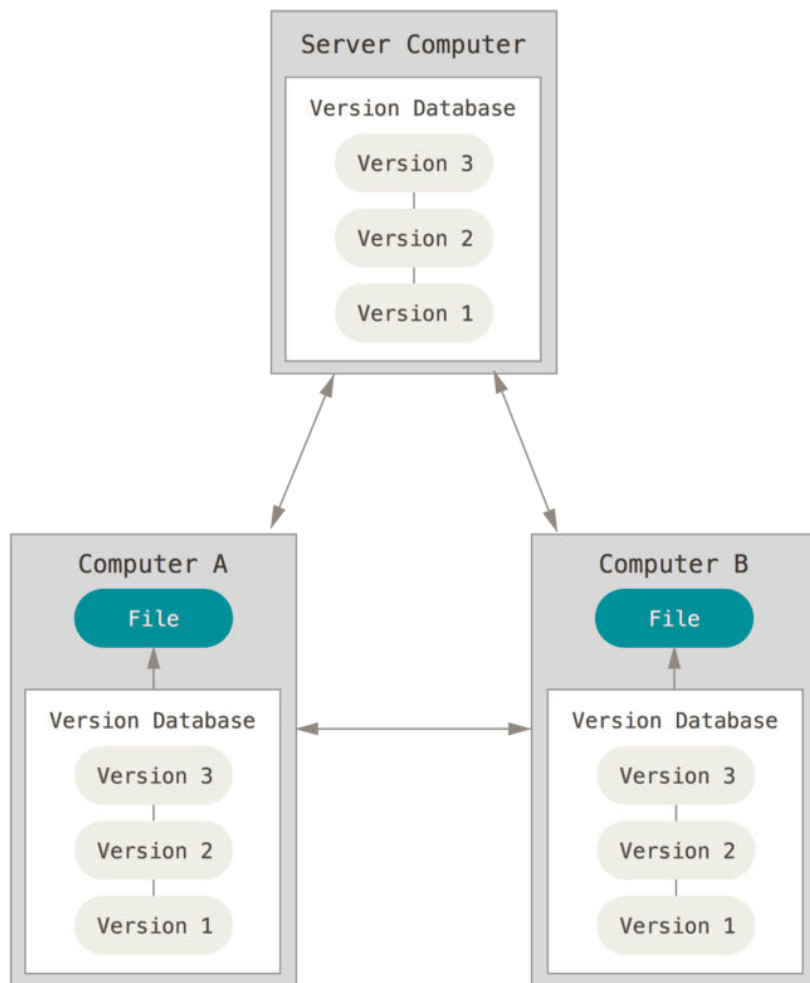 Server Computer
Version Database
Version 3
Version 2
Version 1
Computer A
File
Version Database
Version 3
Version 2
Version 1
Computer B
File
Version Database
Version 3
Version 2
Version 1